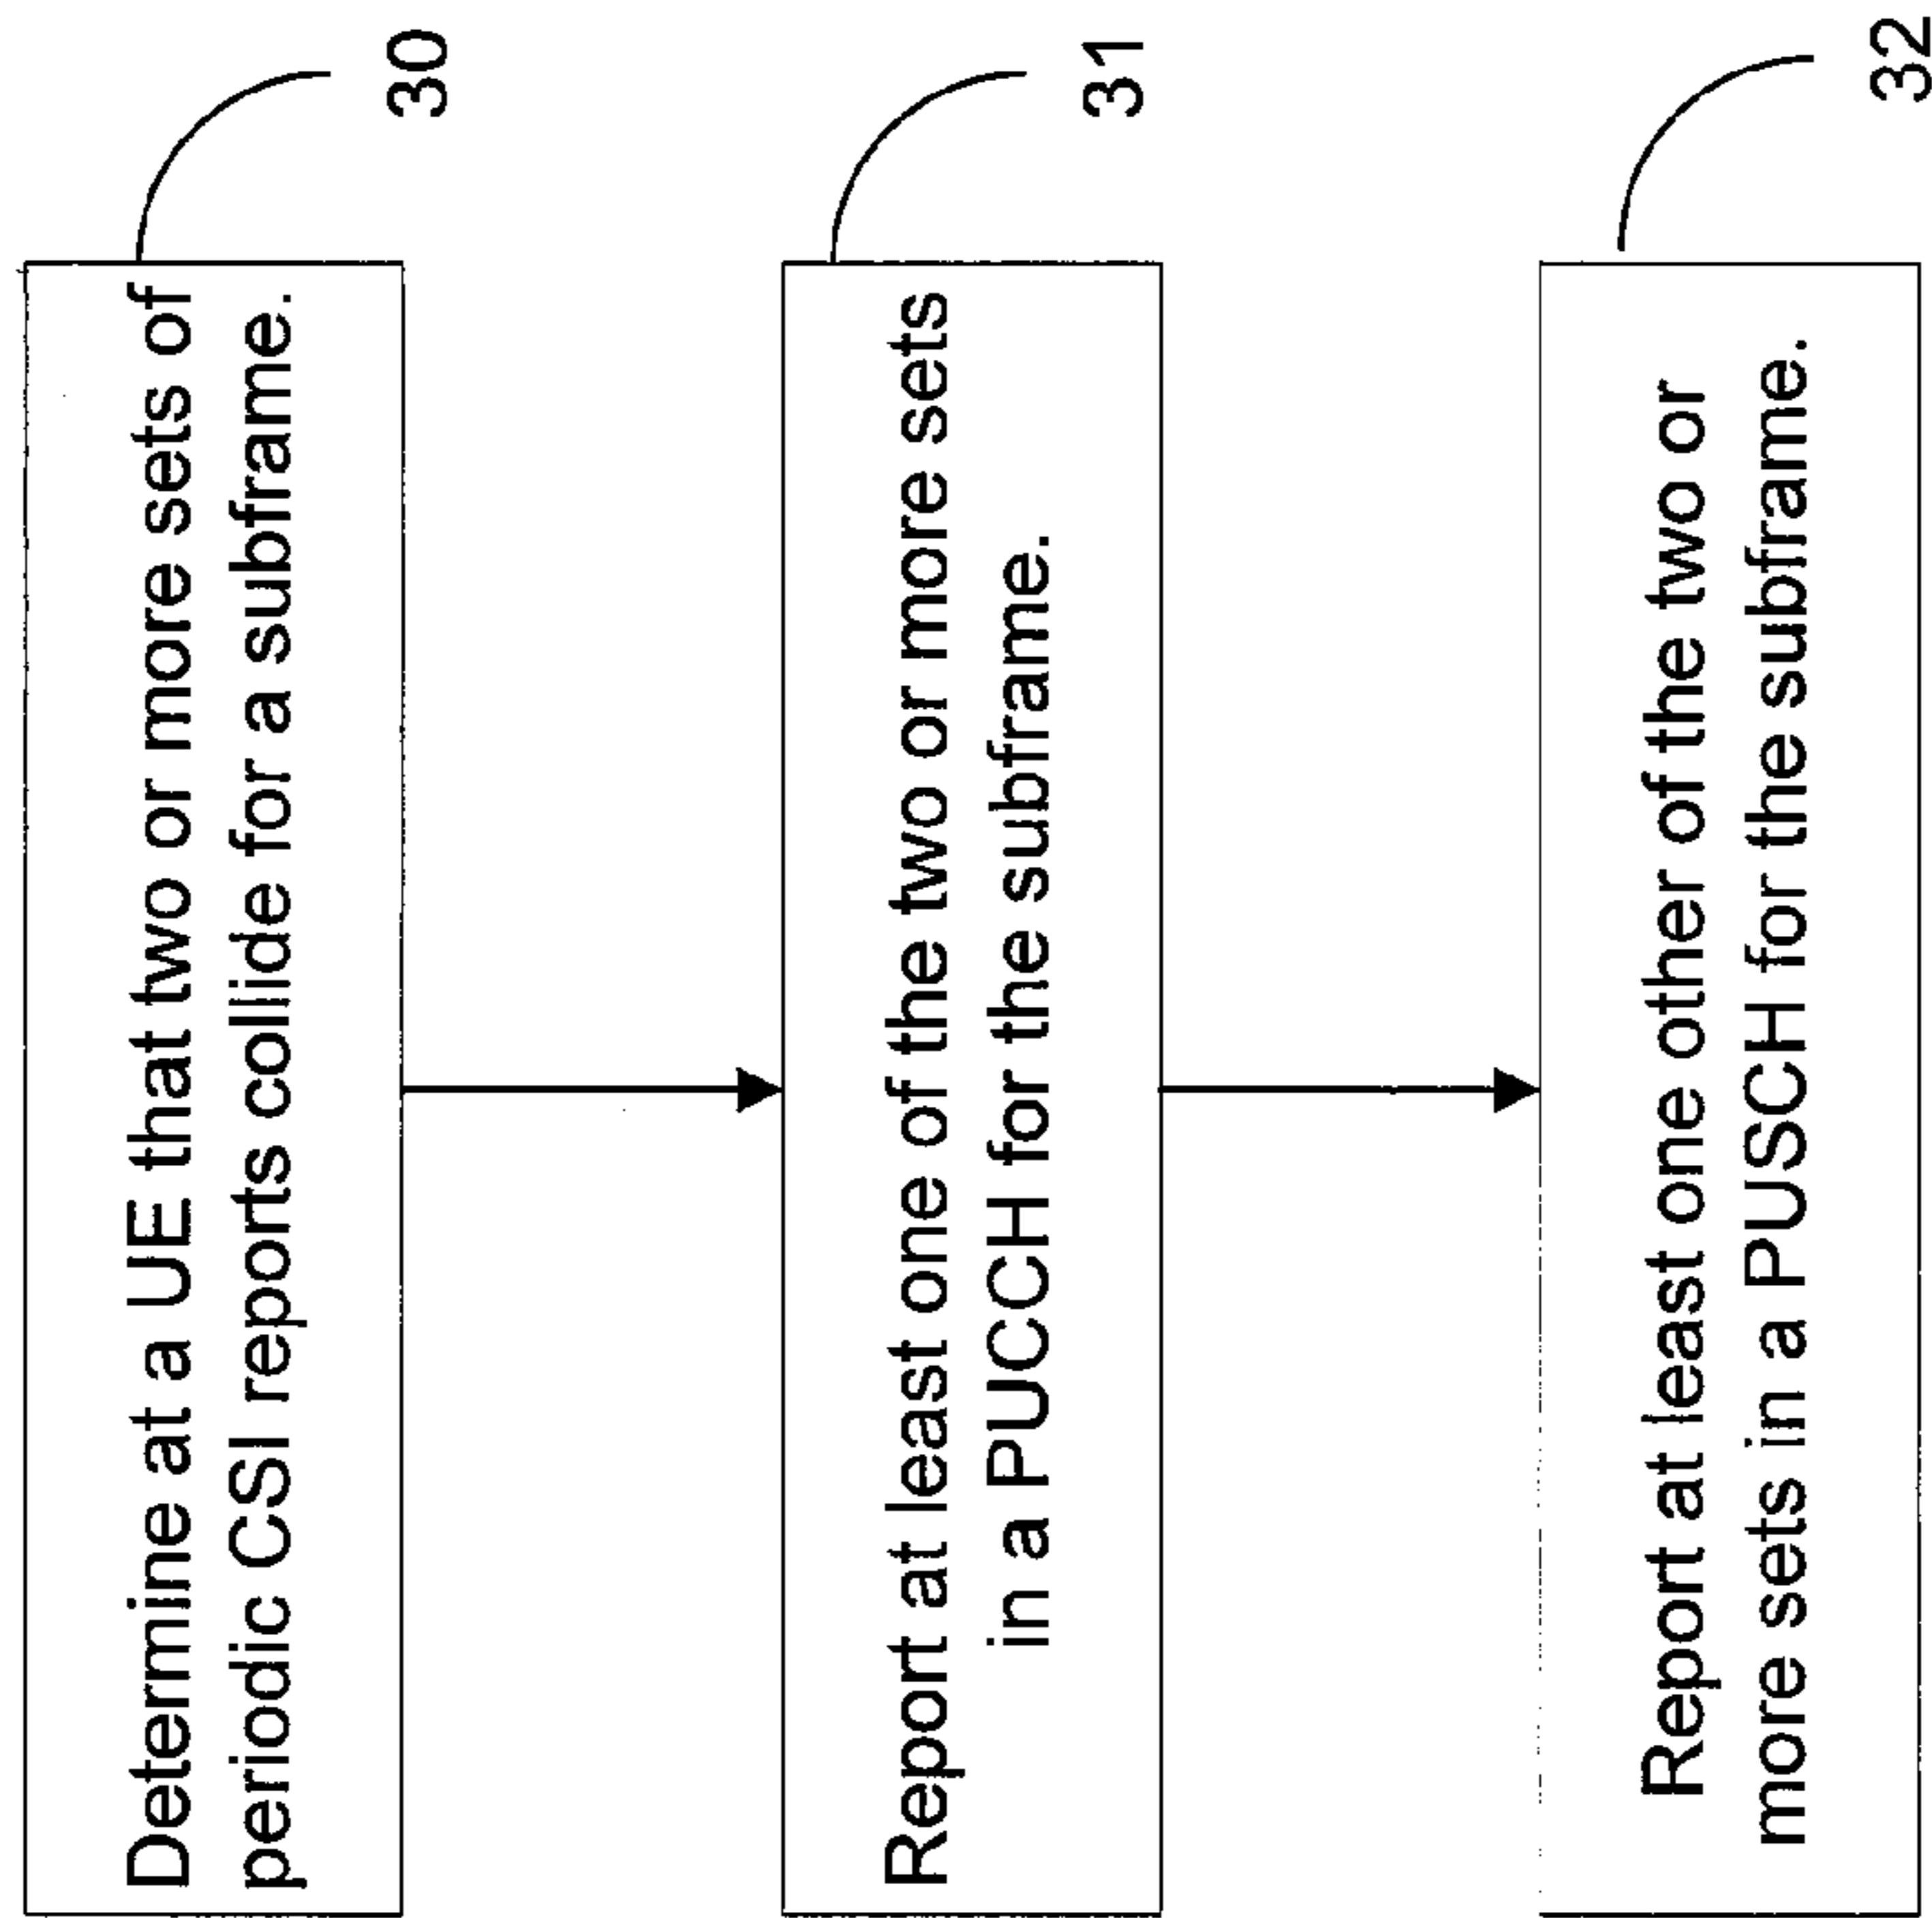 Determine at a UE that two or more sets of
periodic CSI reports collide for a subframe.
30
Report at least one of the two or more sets
in a PUCCH for the subframe.
31
Report at least one other of the two or
more sets in a PUSCH for the subframe.
32